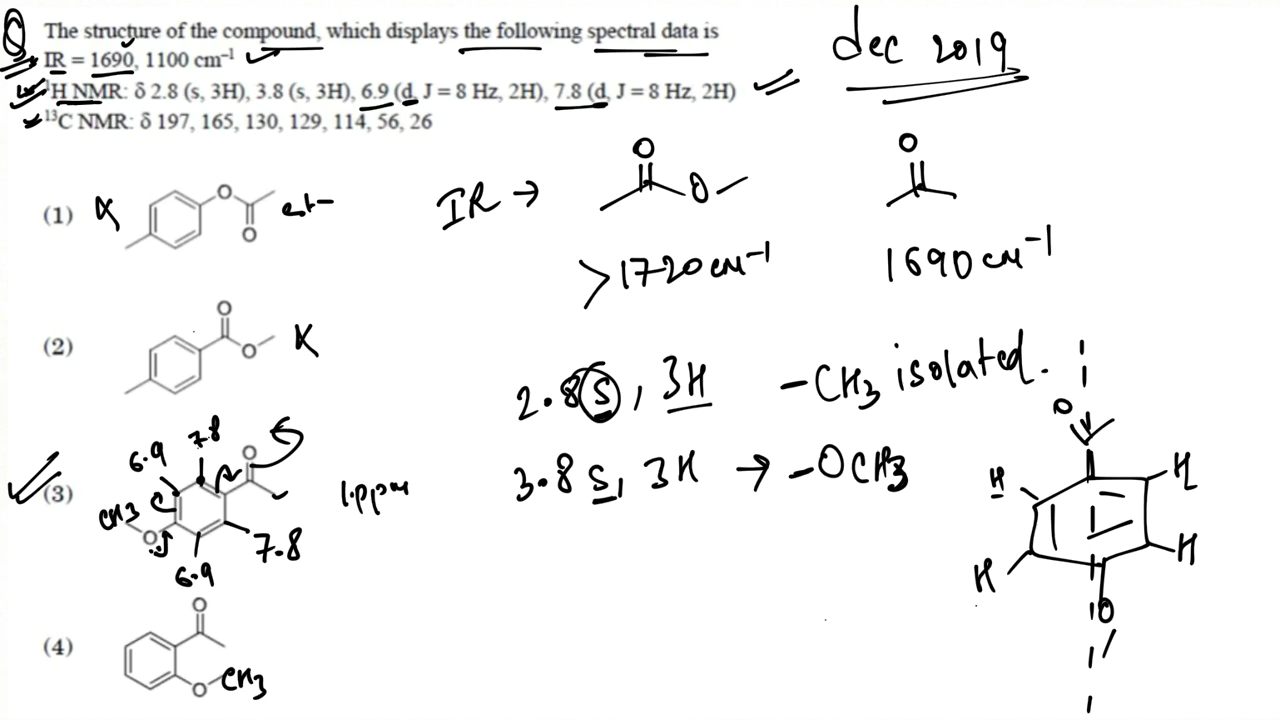 Q The structure of the compound, which displays the following spectral data is
IR = 1690, 1100 cm⁻¹
¹H NMR: δ 2.8 (s, 3H), 3.8 (s, 3H), 6.9 (d, J = 8 Hz, 2H), 7.8 (d, J = 8 Hz, 2H)
¹³C NMR: δ 197, 165, 130, 129, 114, 56, 26
dec 2019
(1)
O
O
est-
IR →
O
O
O
>1720 cm⁻¹
1690 cm⁻¹
(2)
O
O
2.8 s, 3H -CH3 isolated.
3.8 s, 3H → -OCH3
(3)
6.9
7.8
O
CH3
O
7.8
6.9
O
H
H
H
H
O
(4)
O
O
CH3